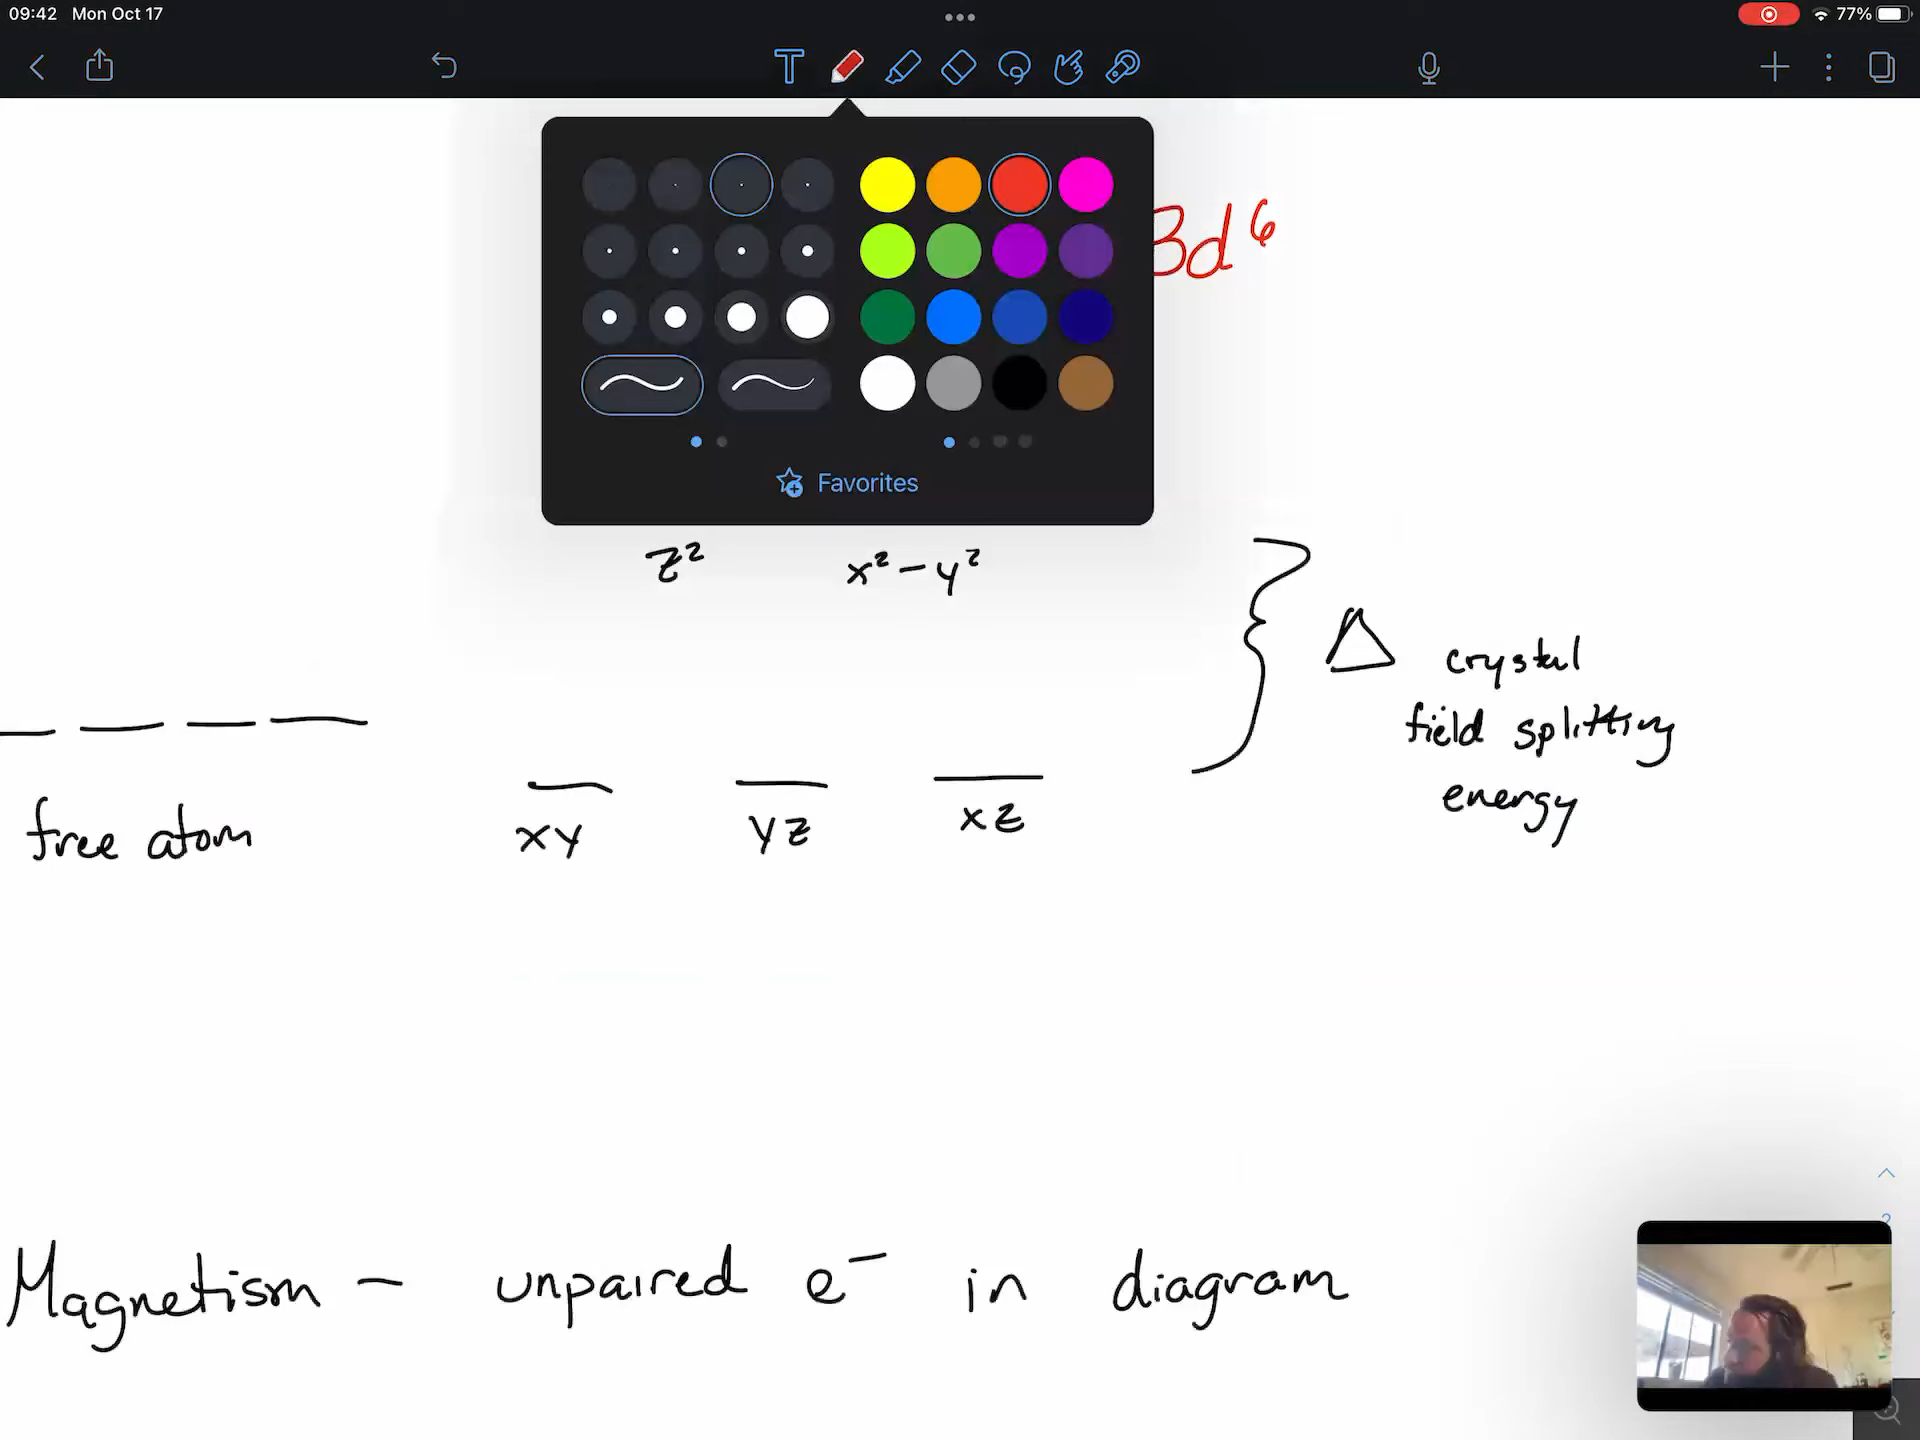 09:42 Mon Oct 17
77%
T
3d⁶
Favorites
z² x² - y²
Δ crystal
field splitting
energy
free atom
xy yz xz
2
Magnetism - unpaired e⁻ in diagram